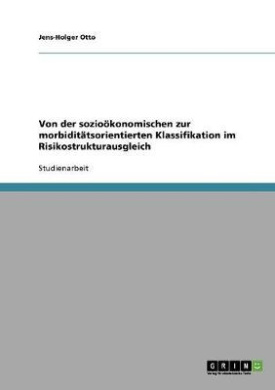 Jens-Holger Otto
Von der sozioökonomischen zur
morbiditätsorientierten Klassifikation im
Risikostrukturausgleich
Studienarbeit
GRIN